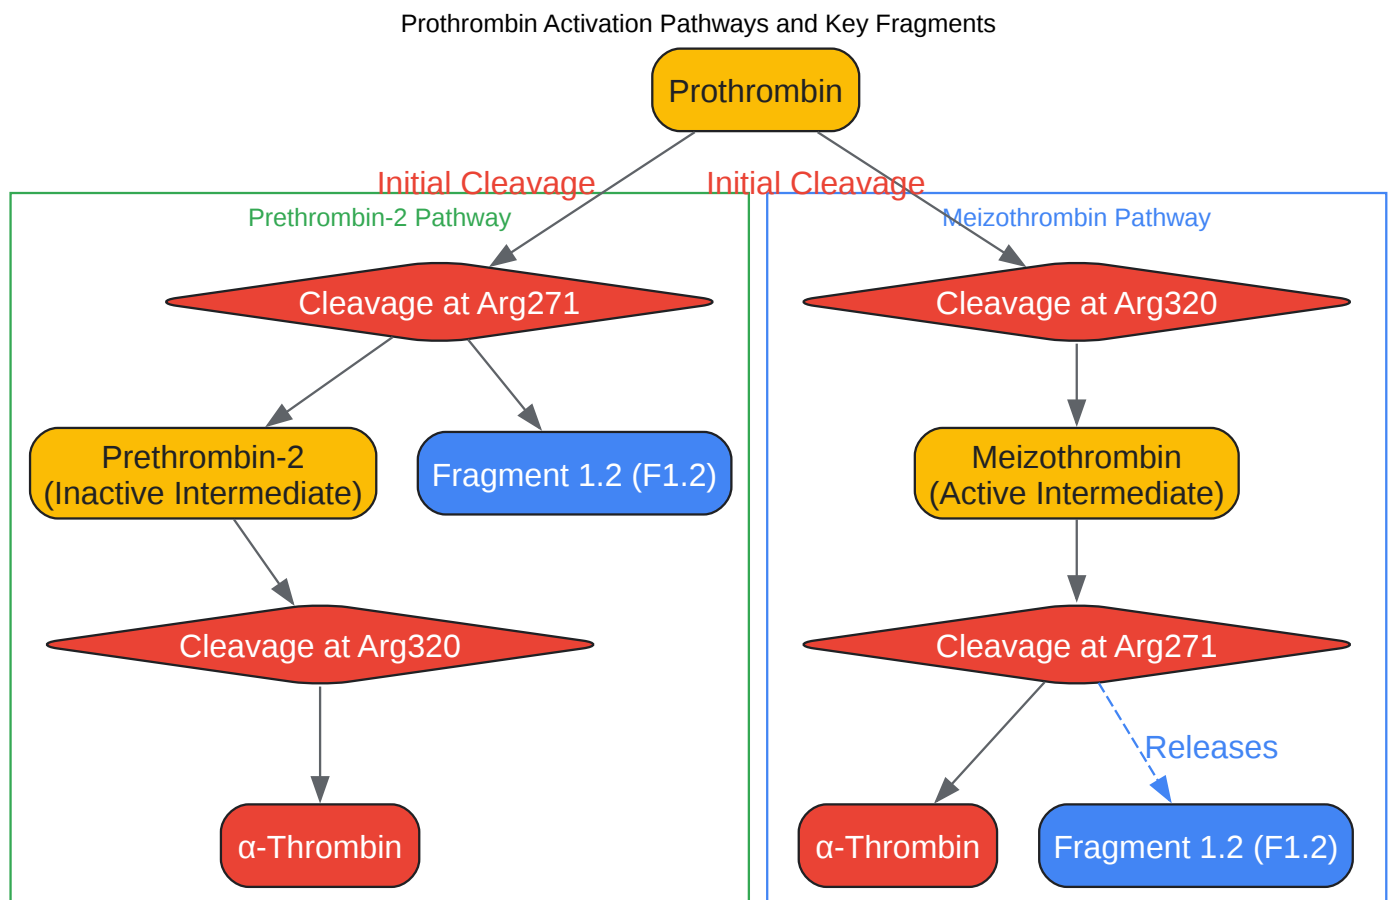 Prothrombin Activation Pathways and Key Fragments
Prothrombin
Initial Cleavage
Initial Cleavage
Prethrombin-2 Pathway
Meizothrombin Pathway
Cleavage at Arg271
Cleavage at Arg320
Prethrombin-2
(Inactive Intermediate)
Fragment 1.2 (F1.2)
Meizothrombin
(Active Intermediate)
Cleavage at Arg320
Cleavage at Arg271
Releases
α-Thrombin
α-Thrombin
Fragment 1.2 (F1.2)